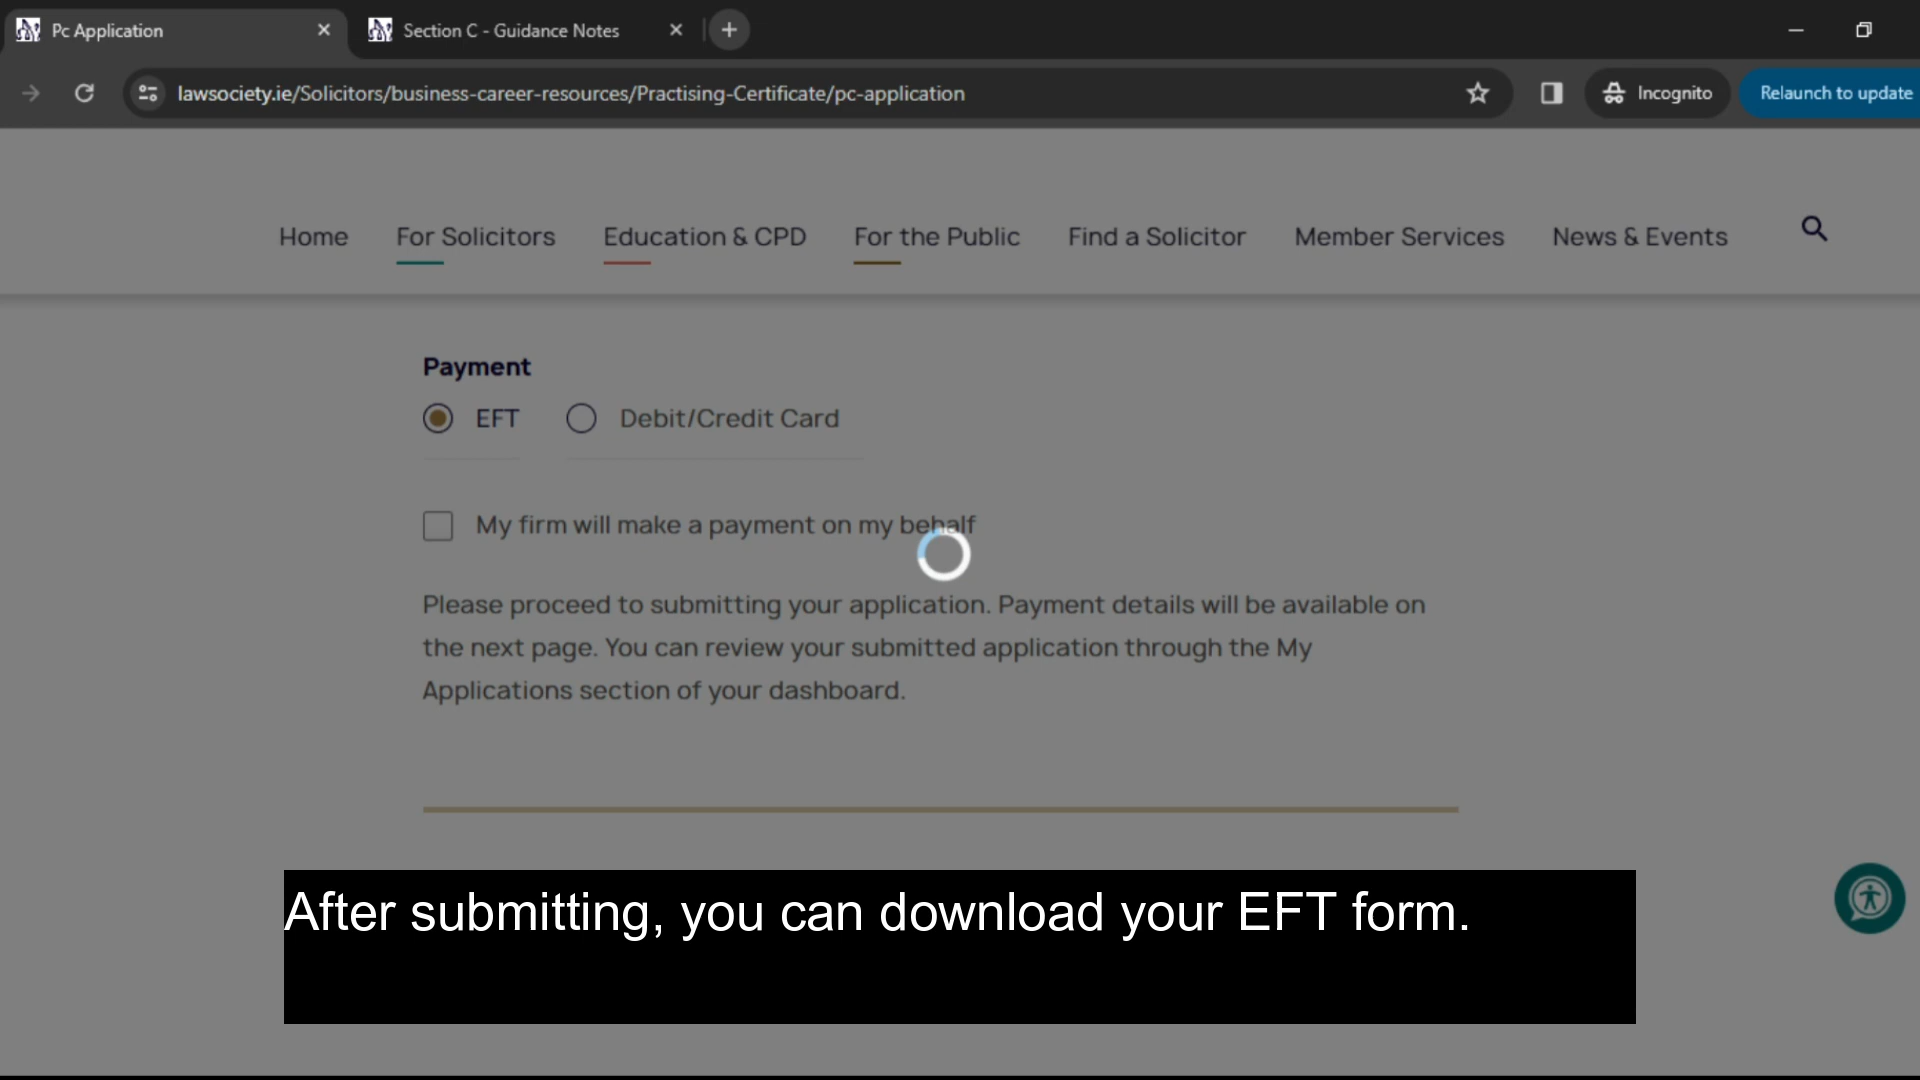 Pc Application
Section C - Guidance Notes
lawsociety.ie/Solicitors/business-career-resources/Practising-Certificate/pc-application
Incognito
Relaunch to update
Home
For Solicitors
Education & CPD
For the Public
Find a Solicitor
Member Services
News & Events
Payment
EFT
Debit/Credit Card
My firm will make a payment on my behalf
Please proceed to submitting your application. Payment details will be available on
the next page. You can review your submitted application through the My
Applications section of your dashboard.
After submitting, you can download your EFT form.